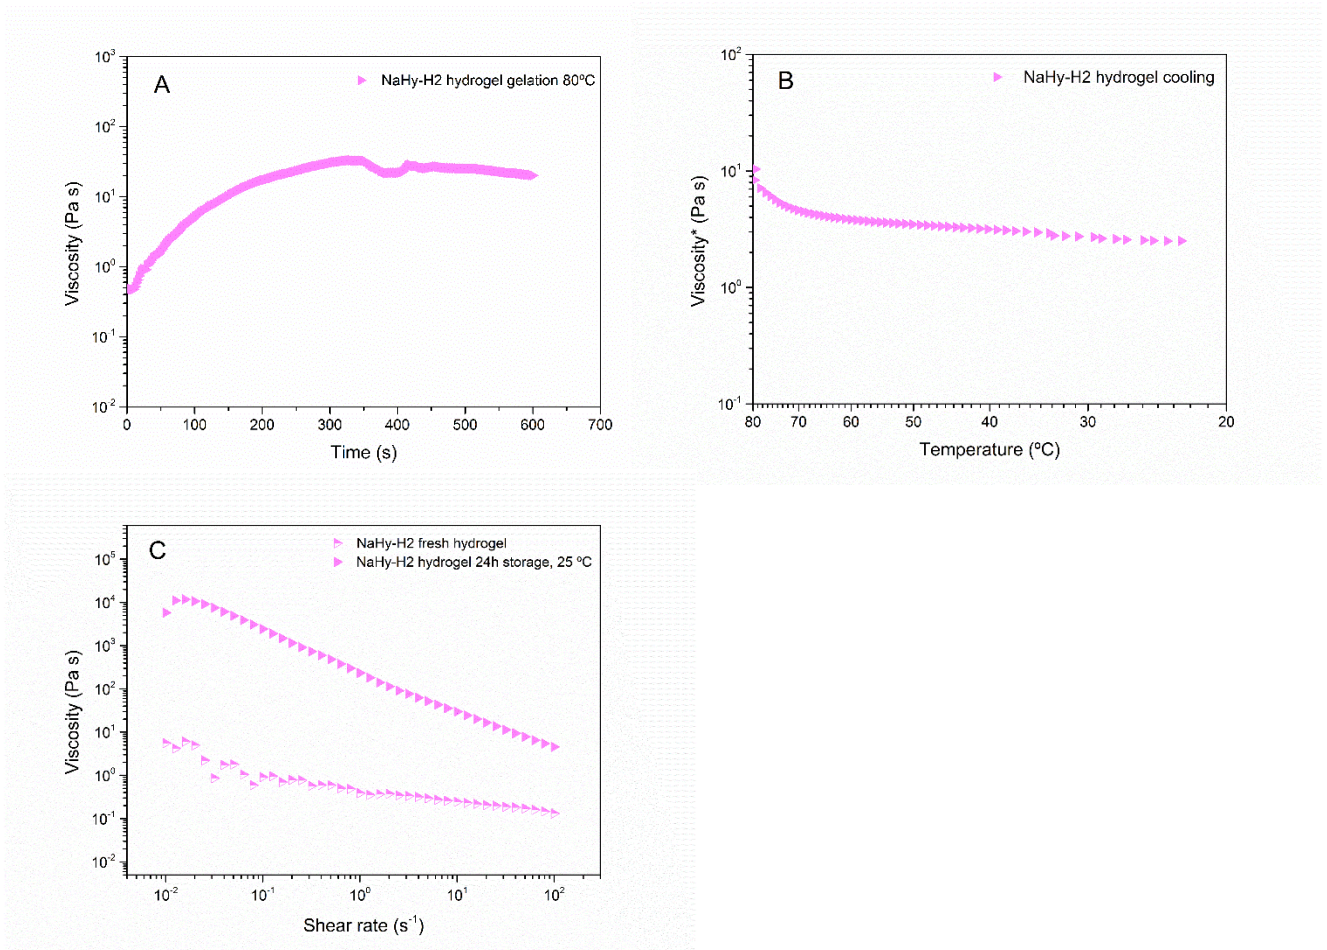 A
NaHy-H2 hydrogel gelation 80ºC
Viscosity (Pa s)
10³
10²
10¹
10⁰
10⁻¹
10⁻²
0 100 200 300 400 500 600 700
Time (s)
B
NaHy-H2 hydrogel cooling
Viscosity* (Pa s)
10²
10¹
10⁰
10⁻¹
80 70 60 50 40 30 20
Temperature (ºC)
C
NaHy-H2 fresh hydrogel
NaHy-H2 hydrogel 24h storage, 25 ºC
Viscosity (Pa s)
10⁵
10⁴
10³
10²
10¹
10⁰
10⁻¹
10⁻²
10⁻² 10⁻¹ 10⁰ 10¹ 10²
Shear rate (s⁻¹)